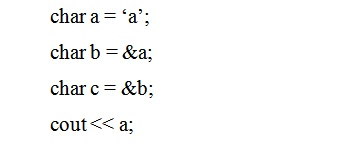 char a = ‘a’;
char b = &a;
char c = &b;
cout << a;